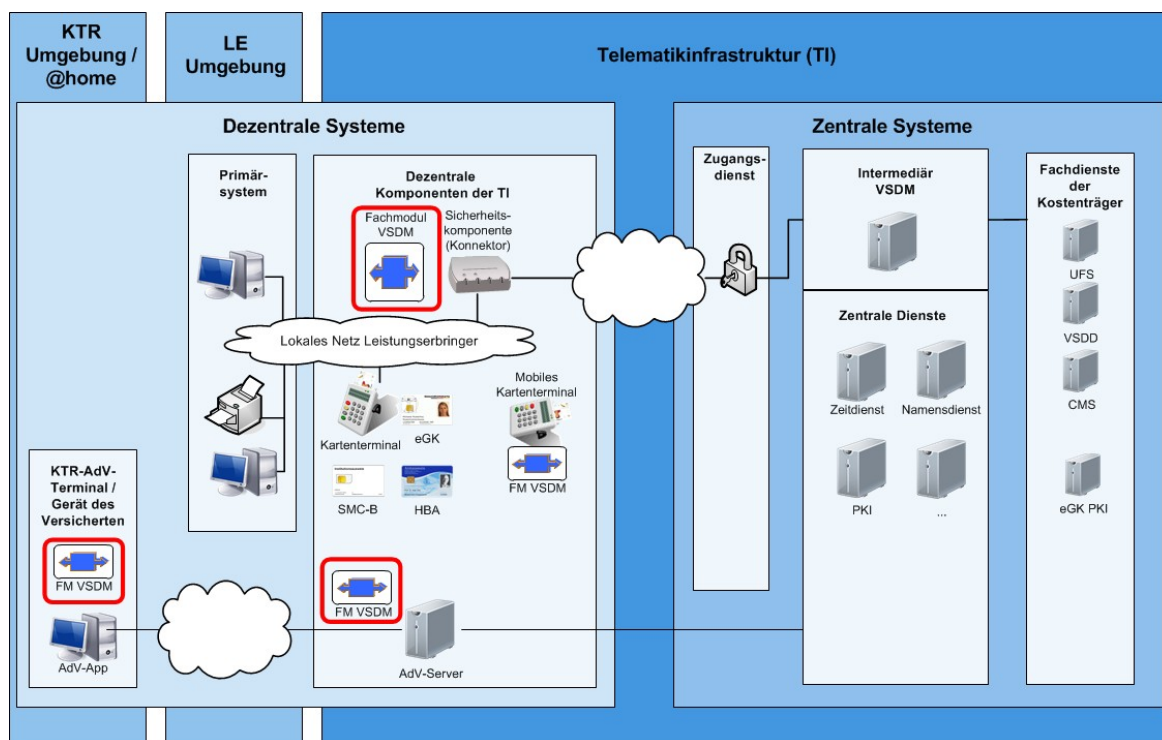 KTR
Umgebung /
@home
LE
Umgebung
Telematikinfrastruktur (TI)
Dezentrale Systeme
Zentrale Systeme
Primär-
system
Dezentrale
Komponenten der TI
Fachmodul
VSDM
Sicherheits-
komponente
(Konnektor)
Lokales Netz Leistungserbringer
Kartenterminal
eGK
Mobiles
Kartenterminal
FM VSDM
SMC-B
HBA
KTR-AdV-
Terminal /
Gerät des
Versicherten
FM VSDM
AdV-App
FM VSDM
AdV-Server
Zugangs-
dienst
Intermediär
VSDM
Zentrale Dienste
Zeitdienst
Namensdienst
PKI
...
Fachdienste
der
Kostenträger
UFS
VSDD
CMS
eGK PKI